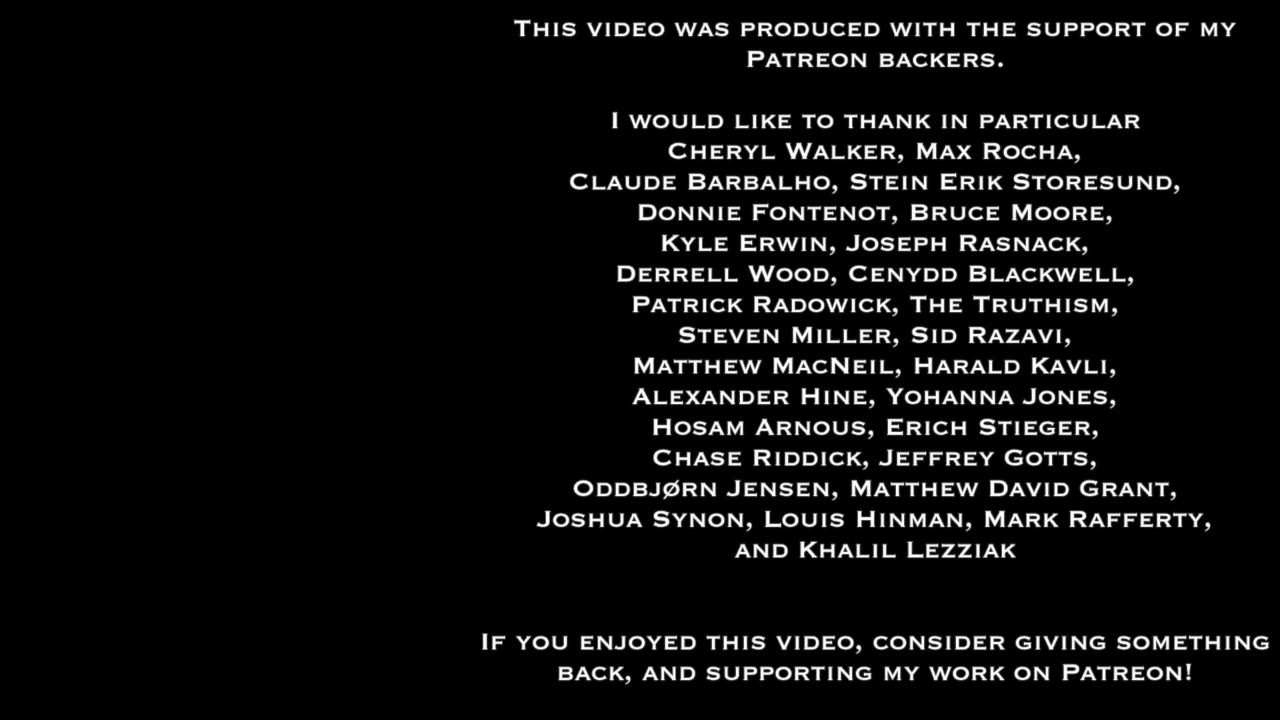 This video was produced with the support of my
Patreon backers.
I would like to thank in particular
Cheryl Walker, Max Rocha,
Claude Barbalho, Stein Erik Storesund,
Donnie Fontenot, Bruce Moore,
Kyle Erwin, Joseph Rasnack,
Derrell Wood, Cenydd Blackwell,
Patrick Radowick, The Truthism,
Steven Miller, Sid Razavi,
Matthew MacNeil, Harald Kavli,
Alexander Hine, Yohanna Jones,
Hosam Arnous, Erich Stieger,
Chase Riddick, Jeffrey Gotts,
Oddbjørn Jensen, Matthew David Grant,
Joshua Synon, Louis Hinman, Mark Rafferty,
and Khalil Lezziak
If you enjoyed this video, consider giving something
back, and supporting my work on Patreon!